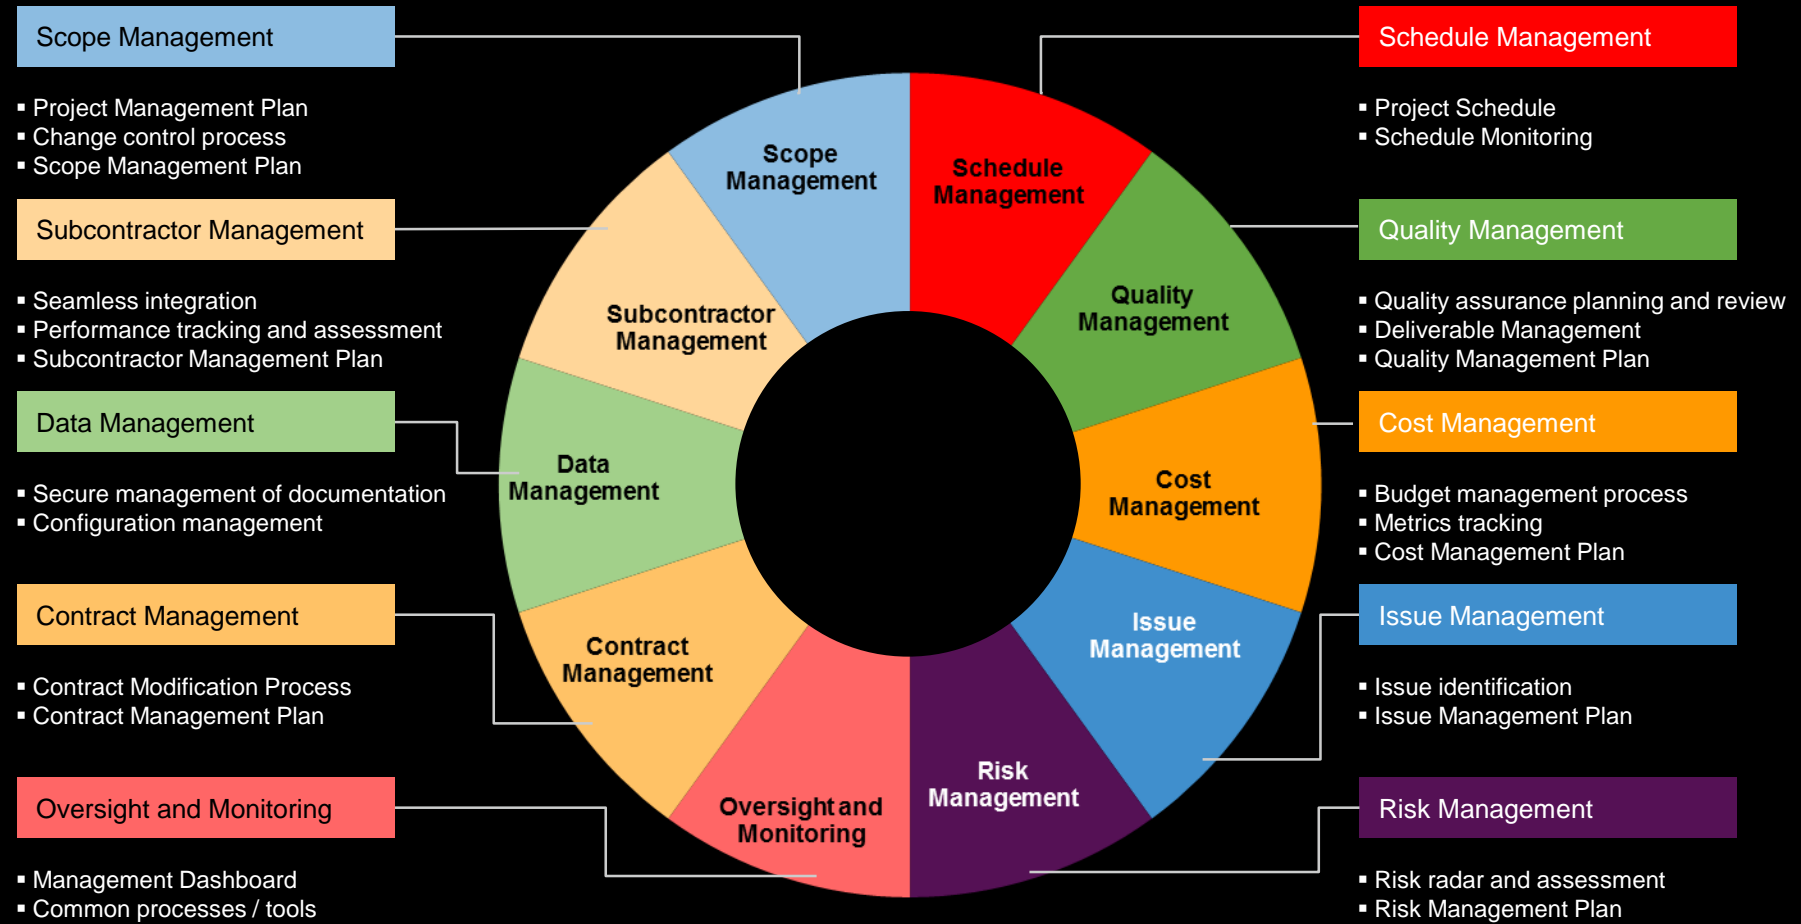 Scope Management
▪ Project Management Plan
▪ Change control process
▪ Scope Management Plan
Subcontractor Management
▪ Seamless integration
▪ Performance tracking and assessment
▪ Subcontractor Management Plan
Data Management
▪ Secure management of documentation
▪ Configuration management
Contract Management
▪ Contract Modification Process
▪ Contract Management Plan
Oversight and Monitoring
▪ Management Dashboard
▪ Common processes / tools
Scope
Management
Schedule
Management
Subcontractor
Management
Quality
Management
Data
Management
Cost
Management
Contract
Management
Issue
Management
Oversight and
Monitoring
Risk
Management
Schedule Management
▪ Project Schedule
▪ Schedule Monitoring
Quality Management
▪ Quality assurance planning and review
▪ Deliverable Management
▪ Quality Management Plan
Cost Management
▪ Budget management process
▪ Metrics tracking
▪ Cost Management Plan
Issue Management
▪ Issue identification
▪ Issue Management Plan
Risk Management
▪ Risk radar and assessment
▪ Risk Management Plan